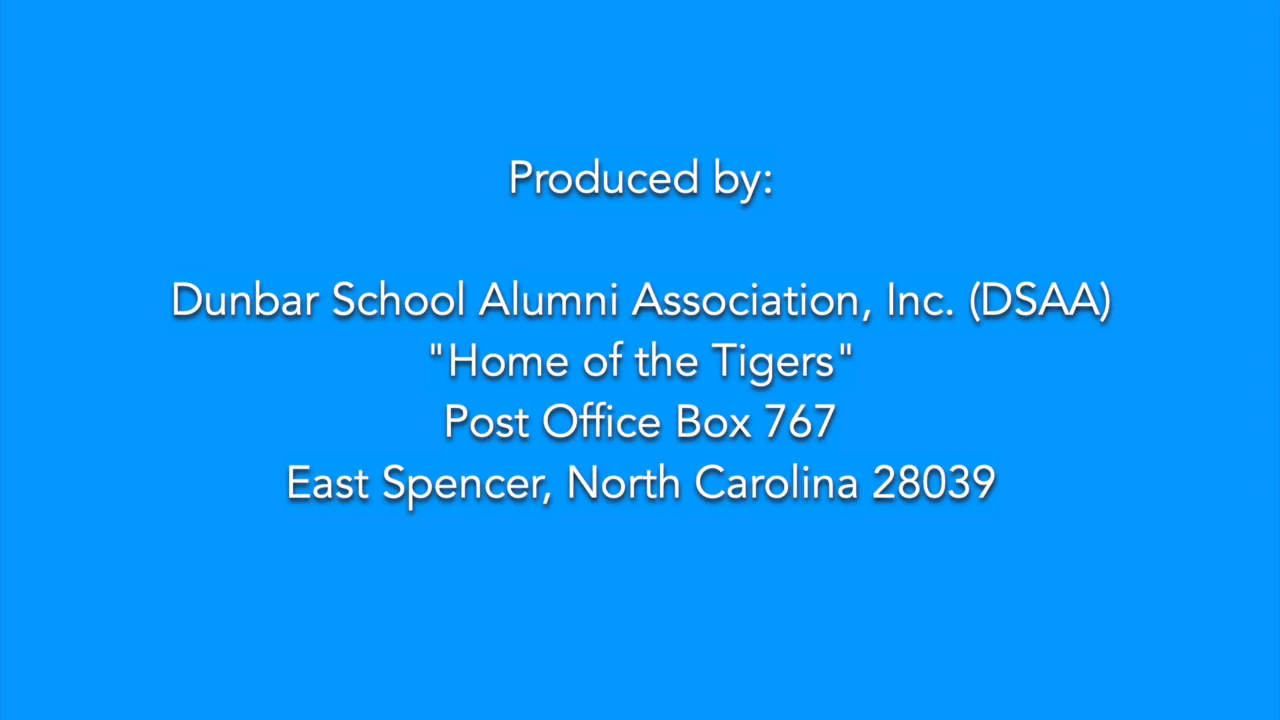 Produced by:
Dunbar School Alumni Association, Inc. (DSAA)
"Home of the Tigers"
Post Office Box 767
East Spencer, North Carolina 28039